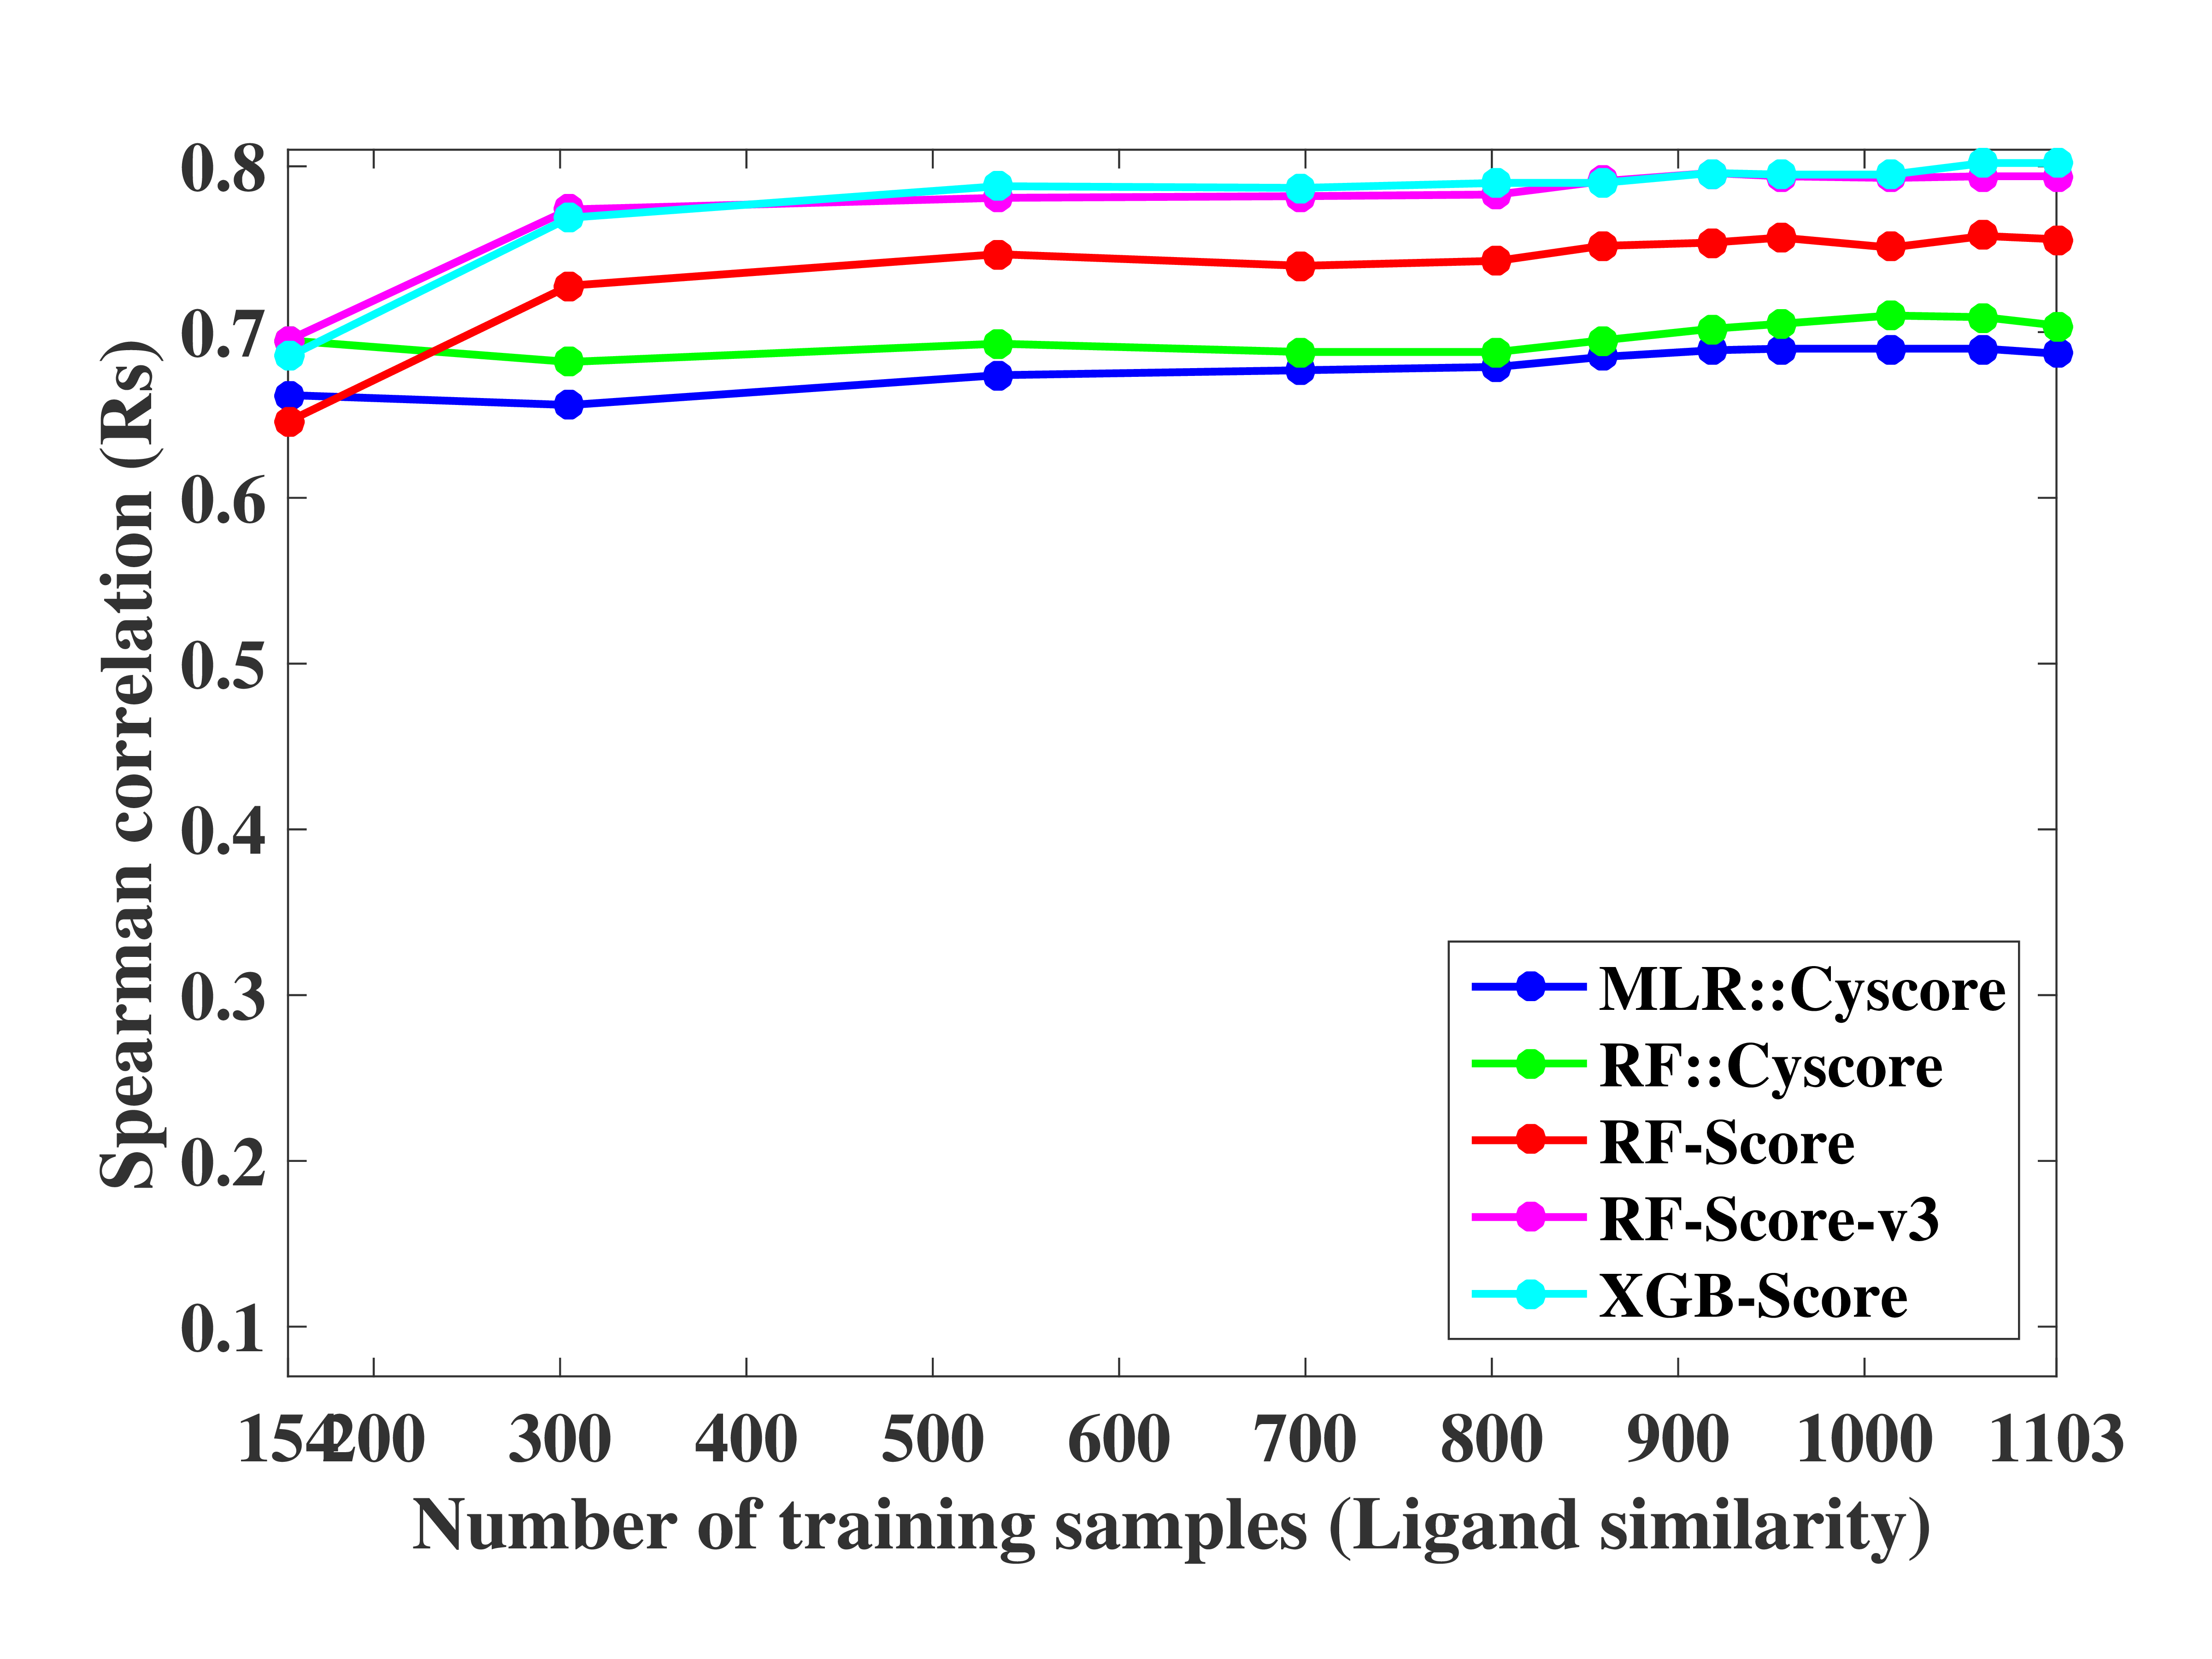 0.8
0.7
0.6
0.5
0.4
0.3
0.2
0.1
Spearman correlation (Rs)
MLR::Cyscore
RF::Cyscore
RF-Score
RF-Score-v3
XGB-Score
154 200 300 400 500 600 700 800 900 1000 1103
Number of training samples (Ligand similarity)